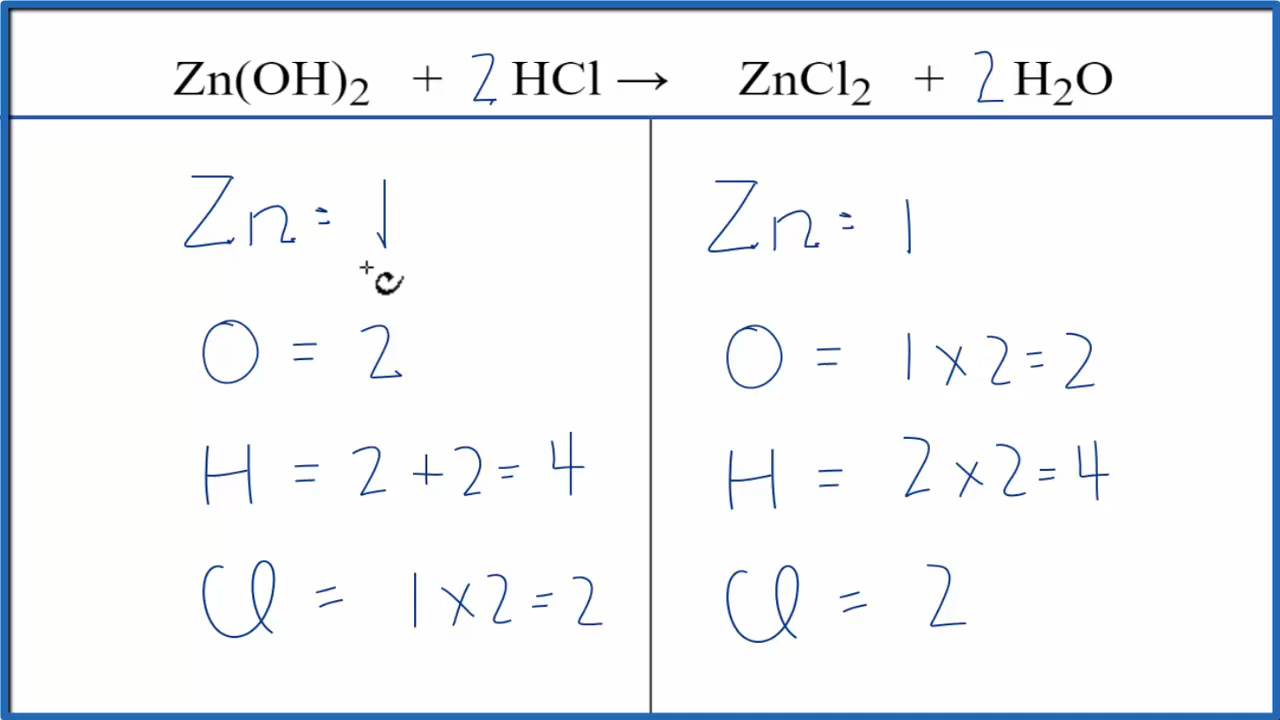 Zn(OH)₂ + 2 HCl → ZnCl₂ + 2 H₂O
Zn = 1
O = 2
H = 2 + 2 = 4
Cl = 1 x 2 = 2
Zn = 1
O = 1 x 2 = 2
H = 2 x 2 = 4
Cl = 2